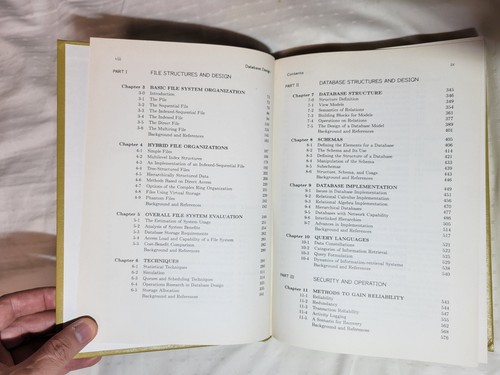 Database Design
PART I FILE STRUCTURES AND DESIGN
Chapter 3 BASIC FILE SYSTEM ORGANIZATION
3-0 Introduction
3-1 The Pile
3-2 The Sequential File
3-3 The Indexed-Sequential File
3-4 The Indexed File
3-5 The Direct File
3-6 The Multiring File
Background and References
Chapter 4 HYBRID FILE ORGANIZATIONS
4-1 Simple Files
4-2 Multilevel Index Structures
4-3 An Implementation of an Indexed-Sequential File
4-4 Tree-Structured Files
4-5 Hierarchically Structured Data
4-6 Methods Based on Direct Access
4-7 Options of the Complex Ring Organization
4-8 Files Using Virtual Storage
4-9 Phantom Files
Background and References
Chapter 5 OVERALL FILE SYSTEM EVALUATION
5-1 The Estimation of System Usage
5-2 Analysis of System Benefits
5-3 Database Storage Requirements
5-4 Access Load and Capability of a File System
5-5 Cost-Benefit Comparison
Background and References
Chapter 6 TECHNIQUES
6-1 Statistical Techniques
6-2 Simulation
6-3 Queues and Scheduling Techniques
6-4 Operations Research in Database Design
6-5 Storage Allocation
Background and References
Contents
PART II DATABASE STRUCTURES AND DESIGN
Chapter 7 DATABASE STRUCTURE 345
7-0 Structure Definition 346
7-1 View Models 349
7-2 Semantics of Relations 354
7-3 Building Blocks for Models 361
7-4 Operations on Relations 377
7-5 The Design of a Database Model 389
Background and References 402
Chapter 8 SCHEMAS 405
8-1 Defining the Elements for a Database 406
8-2 The Schema and Its Use 414
8-3 Defining the Structure of a Database 421
8-4 Manipulation of the Schema
8-5 Subschemas
8-6 Structure, Schemas, and Usage
Background and References
Chapter 9 DATABASE IMPLEMENTATION
9-1 Issues in Database Implementation
9-2 Relational Calculus Implementation
9-3 Relational Algebra Implementation
9-4 Hierarchical Databases
9-5 Databases with Network Capability
9-6 Interfaced Hierarchies
9-7 Advances in Implementation
Background and References
Chapter 10 QUERY LANGUAGES
10-1 Data Constellations
10-2 Categories of Information Retrieval
10-3 Query Formulation
10-4 Dynamics of Information-retrieval Systems
Background and References
PART III SECURITY AND OPERATION
Chapter 11 METHODS TO GAIN RELIABILITY
11-1 Reliability
11-2 Redundancy
11-3 Transaction Reliability
11-4 Activity Logging
11-5 A Scenario for Recovery
Background and References